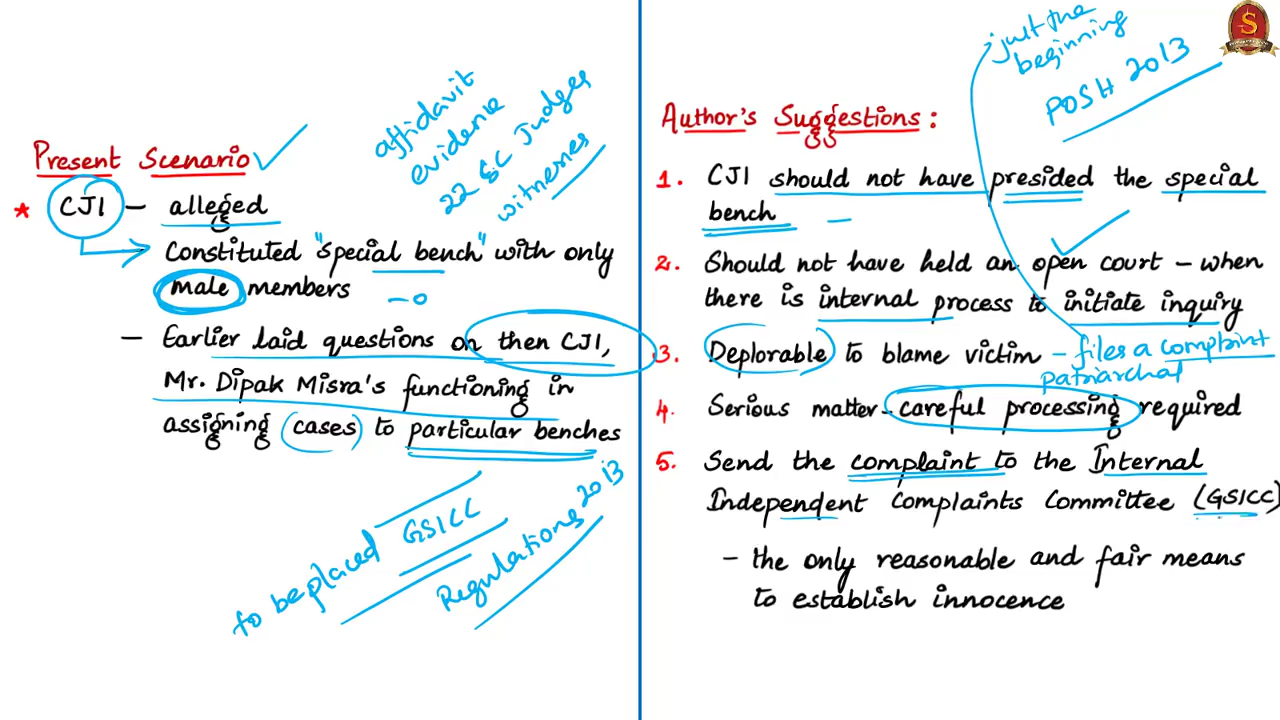 Present Scenario
* CJI – alleged
Constituted "special bench" with only
male members
– Earlier laid questions on then CJI,
Mr. Dipak Misra's functioning in
assigning cases to particular benches
affidavit
evidence
22 SC Judges
witnesses
to be placed GSICC
Regulations 2013
just the
beginning
POSH 2013
Author's Suggestions:
1. CJI should not have presided the special
bench
2. Should not have held an open court – when
there is internal process to initiate inquiry
3. Deplorable to blame victim – files a complaint
patriarchal
4. Serious matter – careful processing required
5. Send the complaint to the Internal
Independent Complaints Committee (GSICC)
– the only reasonable and fair means
to establish innocence